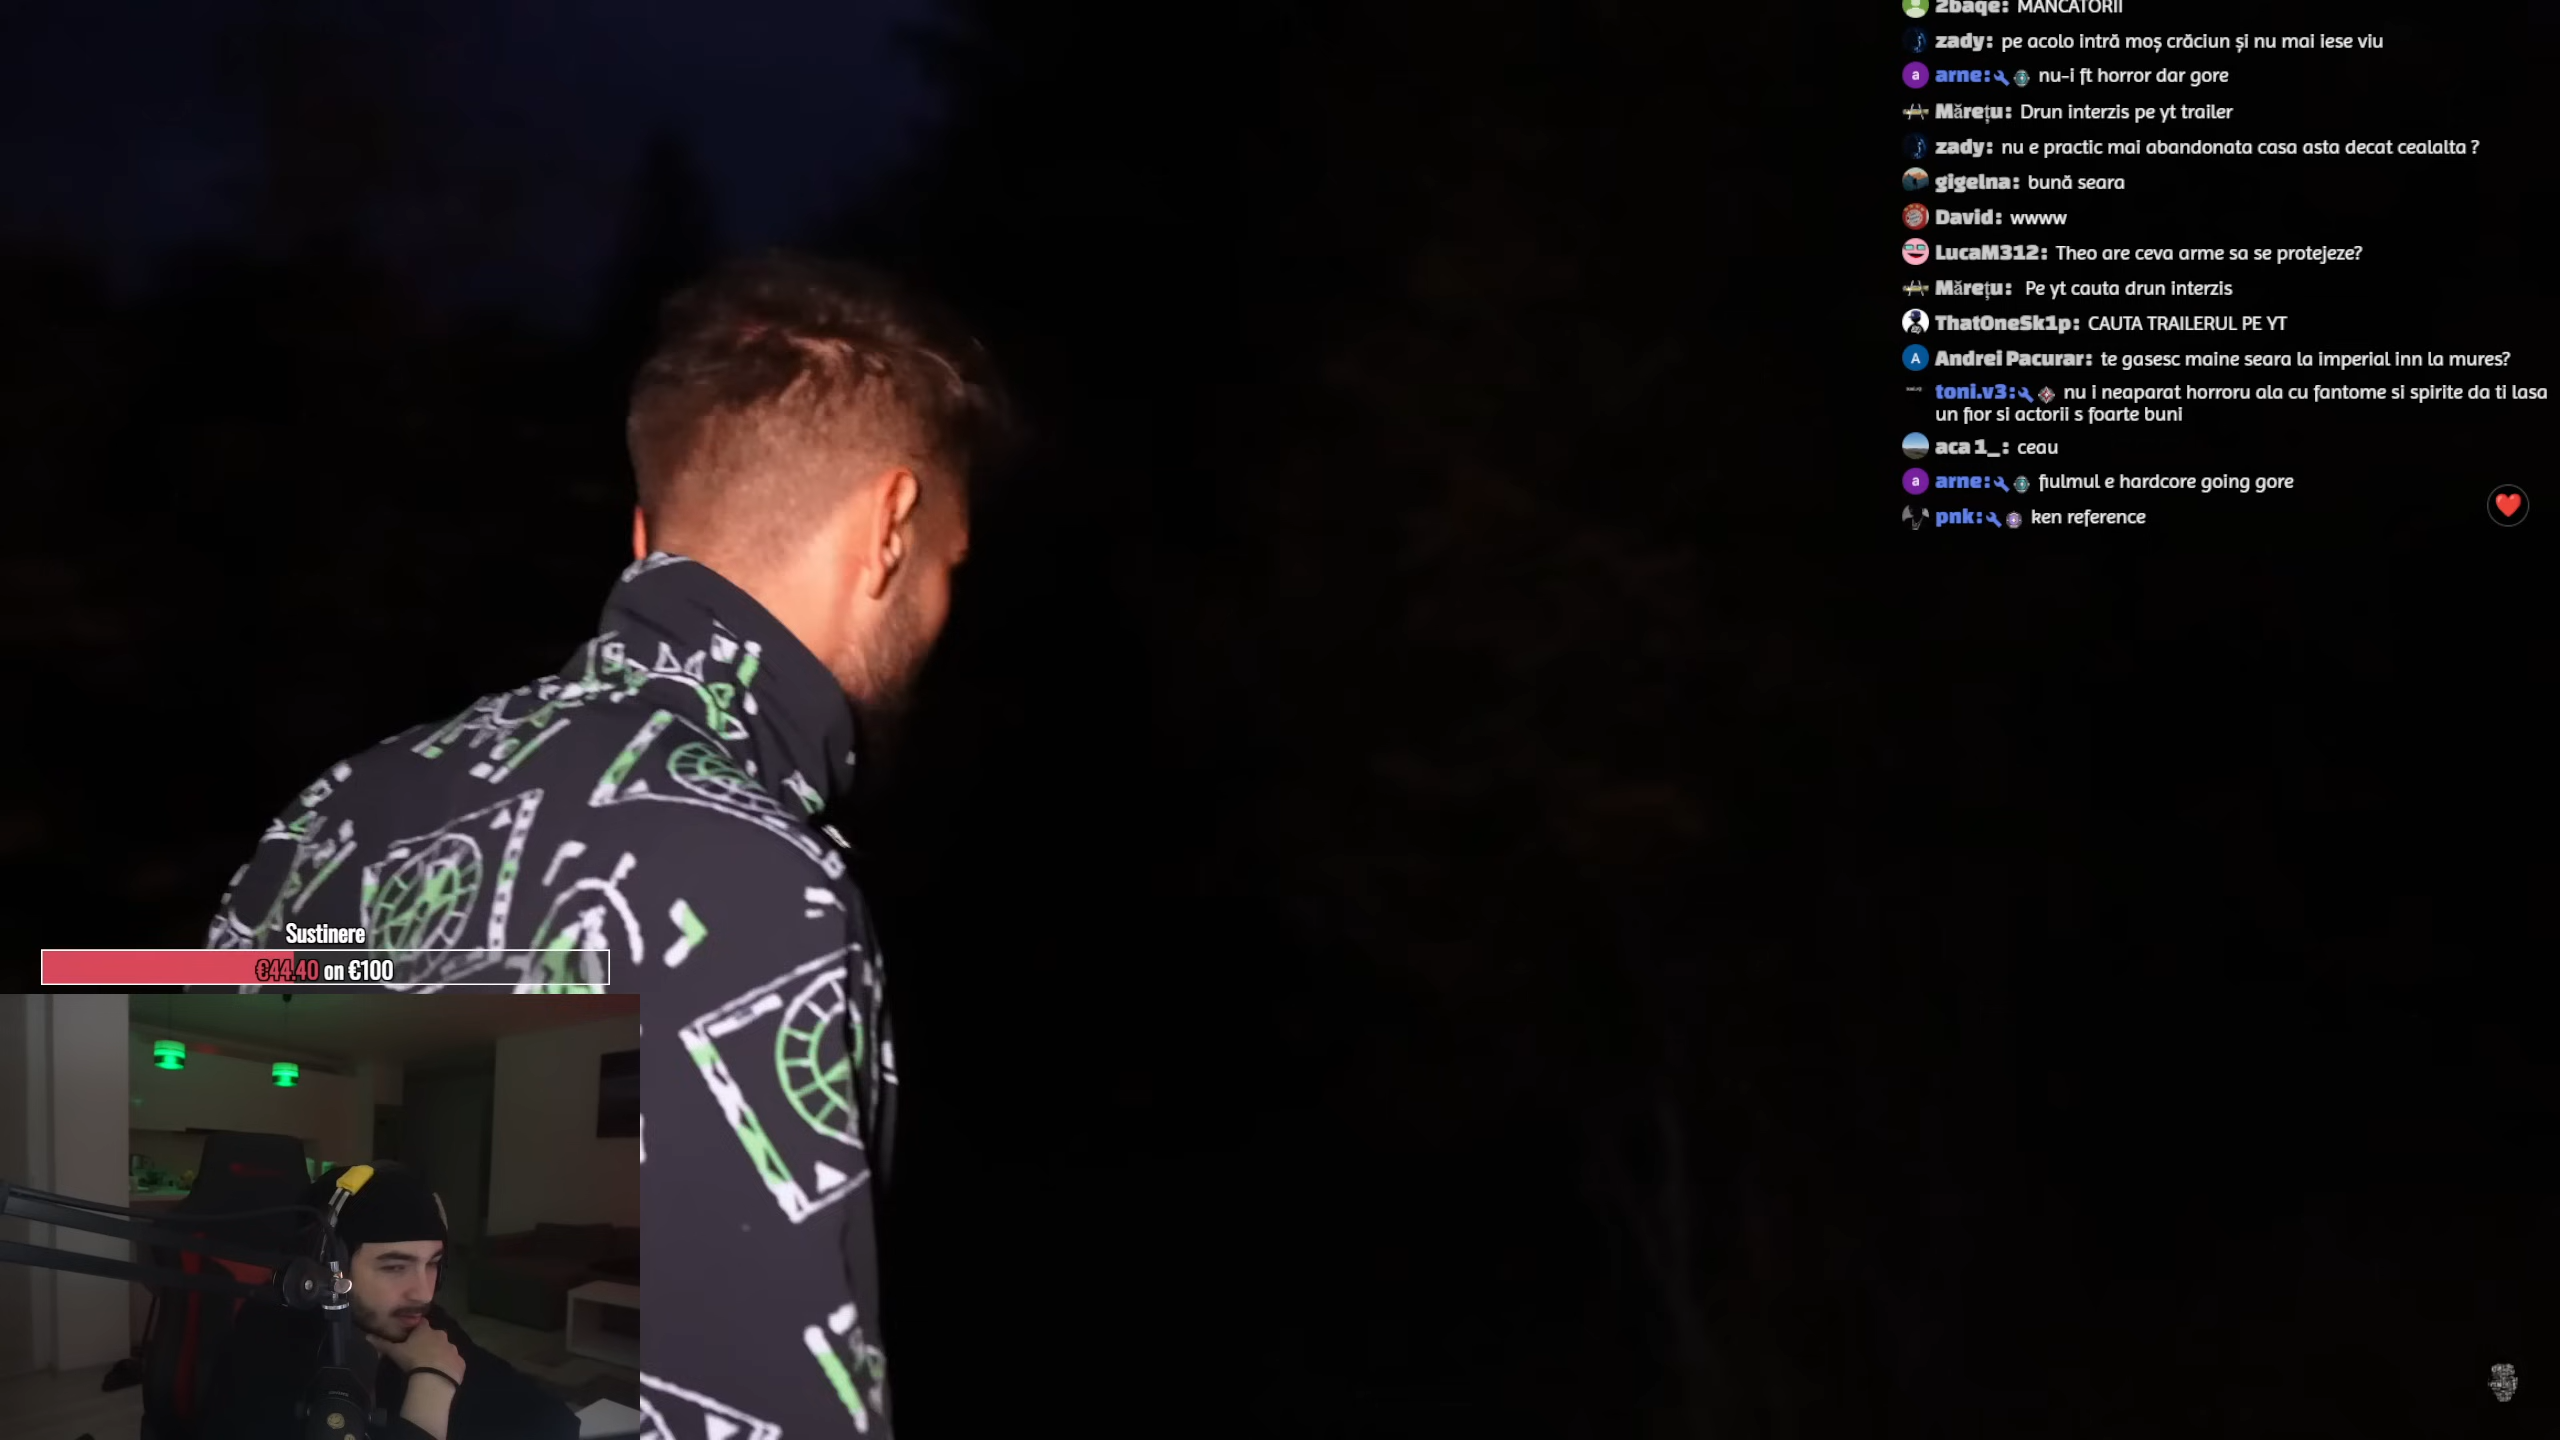 2baqe: MANCATORII
zady: pe acolo intră moș crăciun și nu mai iese viu
a arne: nu-i ft horror dar gore
Mărețu: Drun interzis pe yt trailer
zady: nu e practic mai abandonata casa asta decat cealalta ?
gigelna: bună seara
David: wwww
LucaM312: Theo are ceva arme sa se protejeze?
Mărețu: Pe yt cauta drun interzis
ThatOneSk1p: CAUTA TRAILERUL PE YT
A Andrei Pacurar: te gasesc maine seara la imperial inn la mures?
toni.v3: nu i neaparat horroru ala cu fantome si spirite da ti lasa
un fior si actorii s foarte buni
aca 1_: ceau
a arne: fiulmul e hardcore going gore
pnk: ken reference
Sustinere
€44.40 on €100